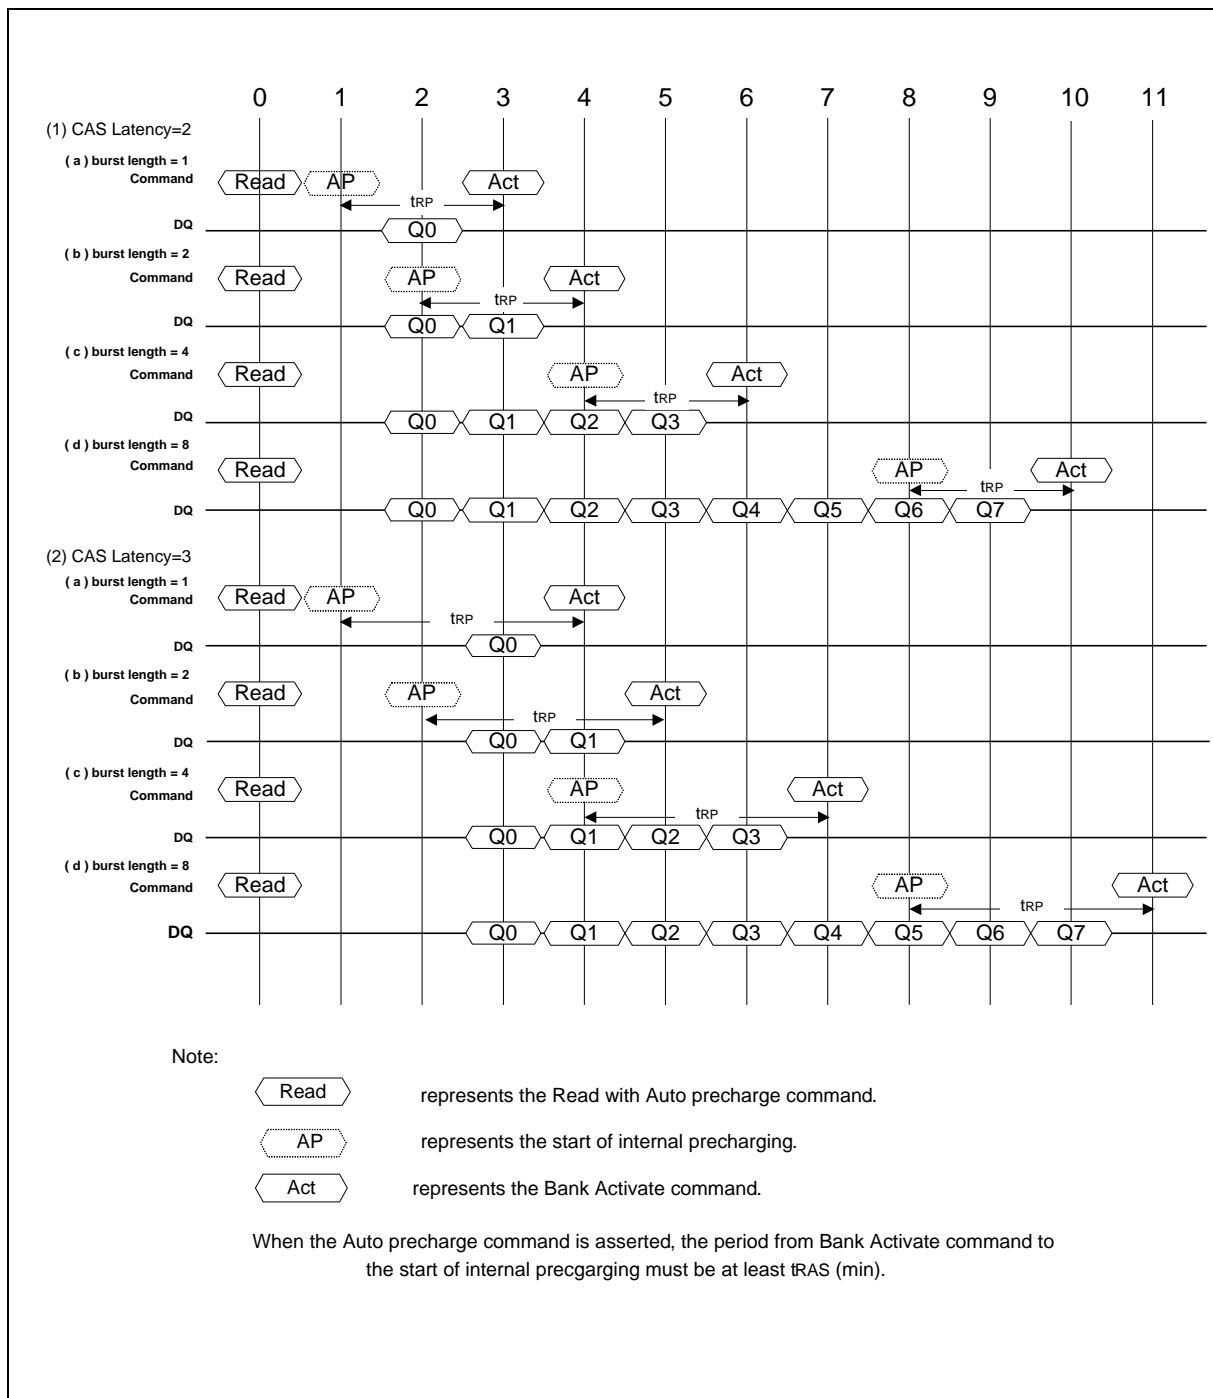 0 1 2 3 4 5 6 7 8 9 10 11
(1) CAS Latency=2
( a ) burst length = 1
Command Read AP Act
tRP
DQ Q0
( b ) burst length = 2
Command Read AP Act
tRP
DQ Q0 Q1
( c ) burst length = 4
Command Read AP Act
tRP
DQ Q0 Q1 Q2 Q3
( d ) burst length = 8
Command Read AP Act
tRP
DQ Q0 Q1 Q2 Q3 Q4 Q5 Q6 Q7
(2) CAS Latency=3
( a ) burst length = 1
Command Read AP Act
tRP
DQ Q0
( b ) burst length = 2
Command Read AP Act
tRP
DQ Q0 Q1
( c ) burst length = 4
Command Read AP Act
tRP
DQ Q0 Q1 Q2 Q3
( d ) burst length = 8
Command Read AP Act
tRP
DQ Q0 Q1 Q2 Q3 Q4 Q5 Q6 Q7
Note:
Read represents the Read with Auto precharge command.
AP represents the start of internal precharging.
Act represents the Bank Activate command.
When the Auto precharge command is asserted, the period from Bank Activate command to
the start of internal precgarging must be at least tRAS (min).